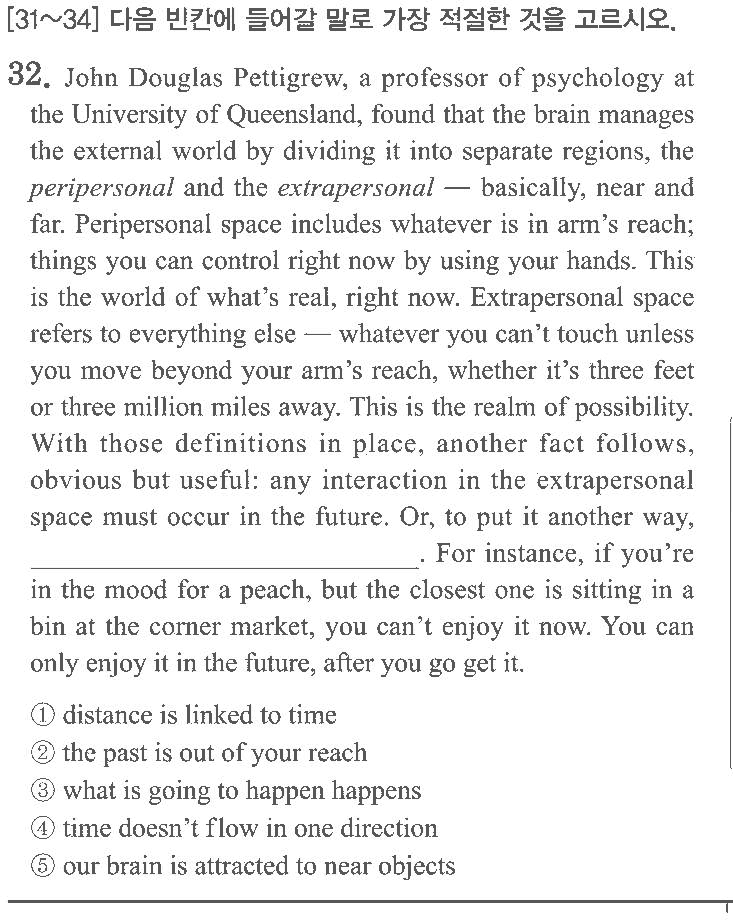 [31～34] 다음 빈칸에 들어갈 말로 가장 적절한 것을 고르시오.
32. John Douglas Pettigrew, a professor of psychology at
the University of Queensland, found that the brain manages
the external world by dividing it into separate regions, the
peripersonal and the extrapersonal — basically, near and
far. Peripersonal space includes whatever is in arm's reach;
things you can control right now by using your hands. This
is the world of what's real, right now. Extrapersonal space
refers to everything else — whatever you can't touch unless
you move beyond your arm's reach, whether it's three feet
or three million miles away. This is the realm of possibility.
With those definitions in place, another fact follows,
obvious but useful: any interaction in the extrapersonal
space must occur in the future. Or, to put it another way,
______________________________. For instance, if you're
in the mood for a peach, but the closest one is sitting in a
bin at the corner market, you can't enjoy it now. You can
only enjoy it in the future, after you go get it.
① distance is linked to time
② the past is out of your reach
③ what is going to happen happens
④ time doesn't flow in one direction
⑤ our brain is attracted to near objects